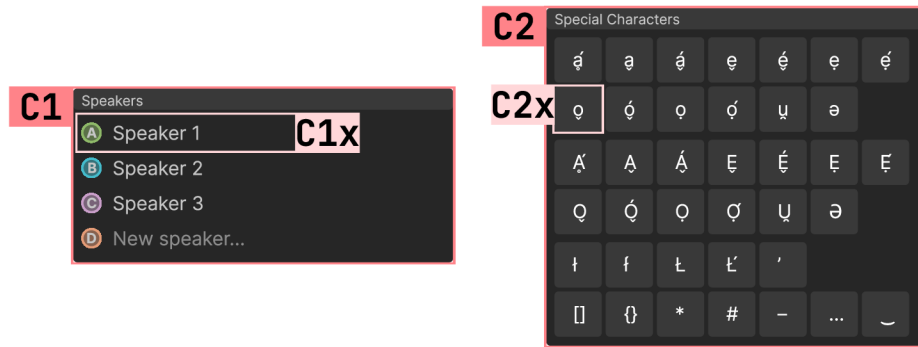 C2
Special Characters
ḁ́ a̬ á̬ e̬ é̬ ẹ ẹ́
C2x
o̬ ó̬ ọ ọ́ u̬ ə
Ḁ́ A̬ Á̬ E̬ É̬ Ẹ Ẹ́
O̬ Ó̬ Ọ Ọ́ U̬ Ə
ł ł́ Ł Ł́ ʼ
[] {} * # – … ‿
C1
Speakers
A Speaker 1
C1x
B Speaker 2
C Speaker 3
D New speaker...